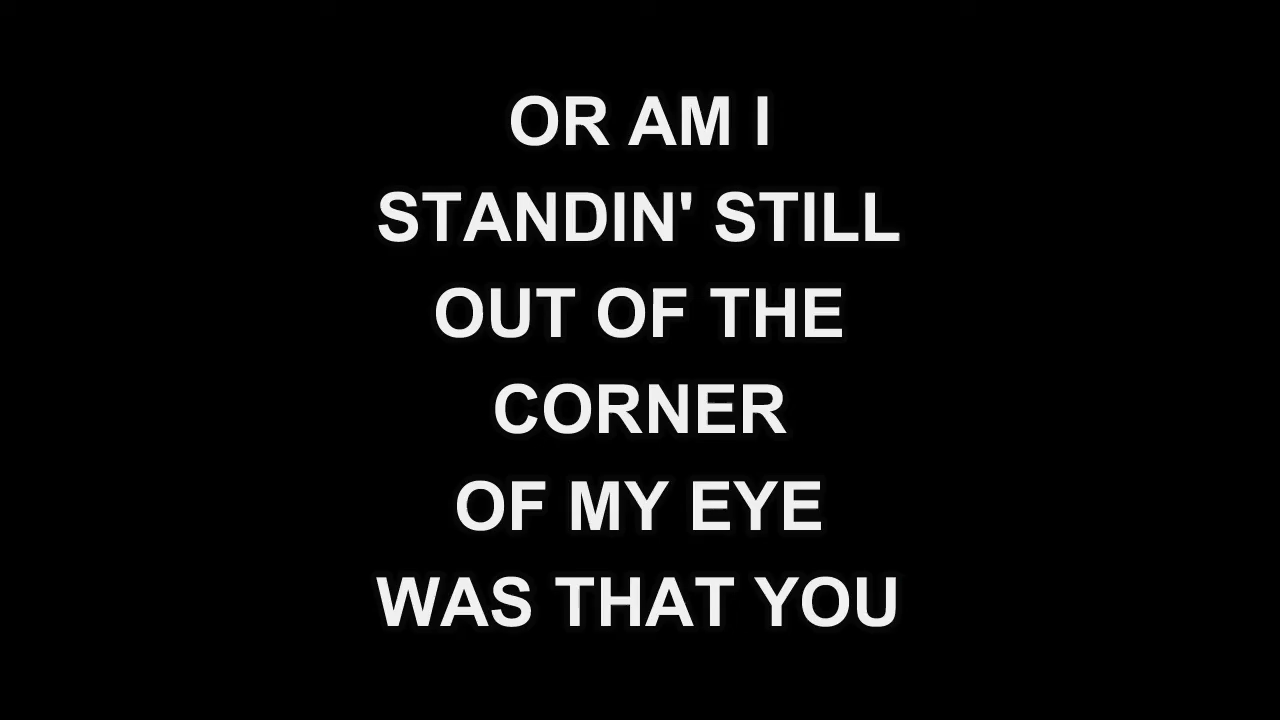 OR AM I
STANDIN' STILL
OUT OF THE
CORNER
OF MY EYE
WAS THAT YOU